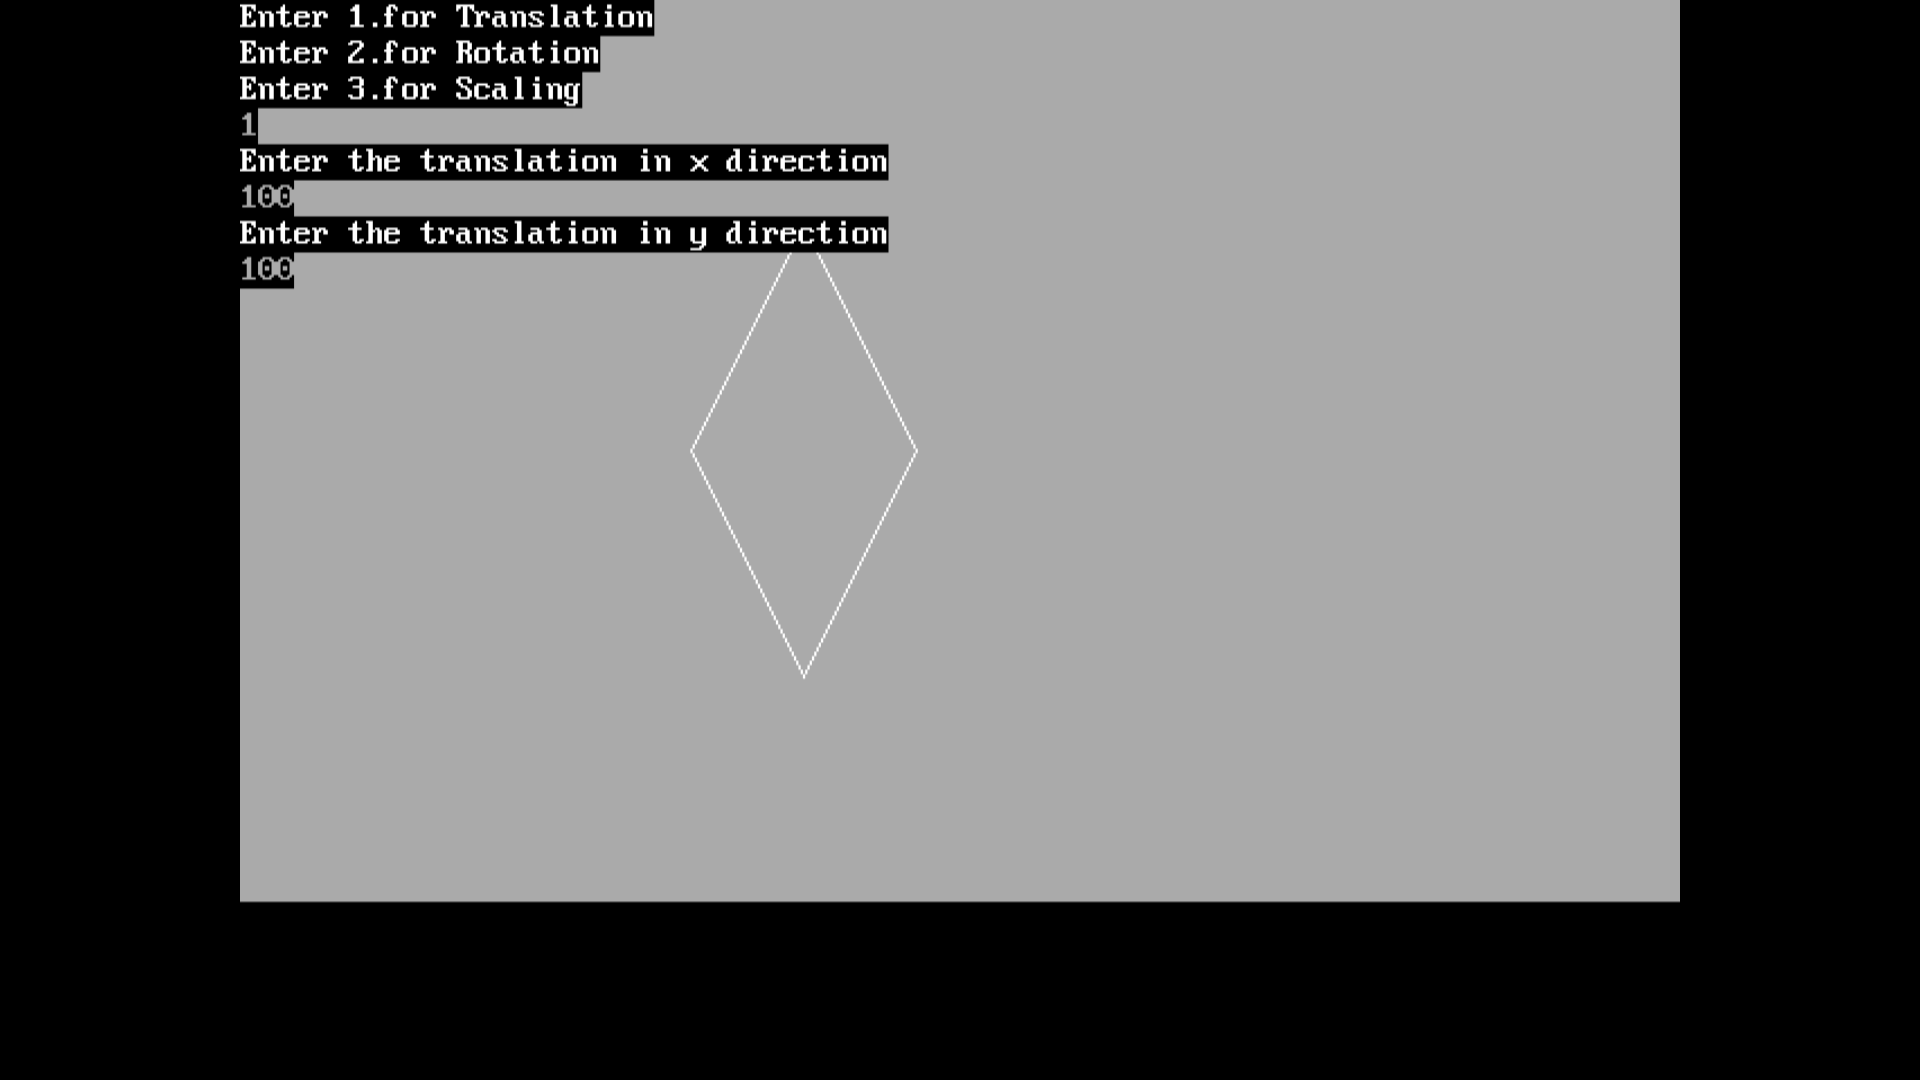 Enter 1.for Translation
Enter 2.for Rotation
Enter 3.for Scaling
1
Enter the translation in x direction
100
Enter the translation in y direction
100